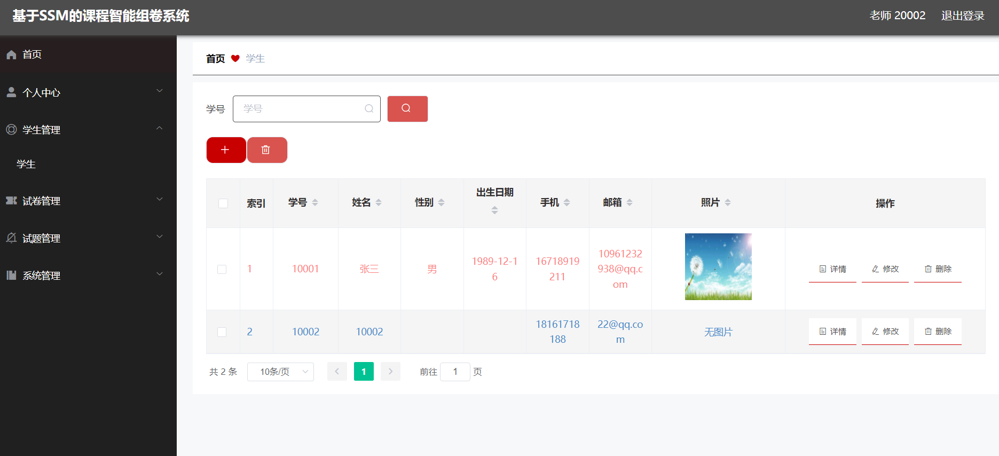 基于SSM的课程智能组卷系统
老师 20002 退出登录
首页
个人中心
学生管理
学生
试卷管理
试题管理
系统管理
首页 学生
学号 学号
索引 学号 姓名 性别 出生日期 手机 邮箱 照片 操作
1 10001 张三 男 1989-12-16 16718919211 10961232938@qq.com 详情 修改 删除
2 10002 10002 18161718188 22@qq.com 无图片 详情 修改 删除
共 2 条 10条/页 1 前往 1 页